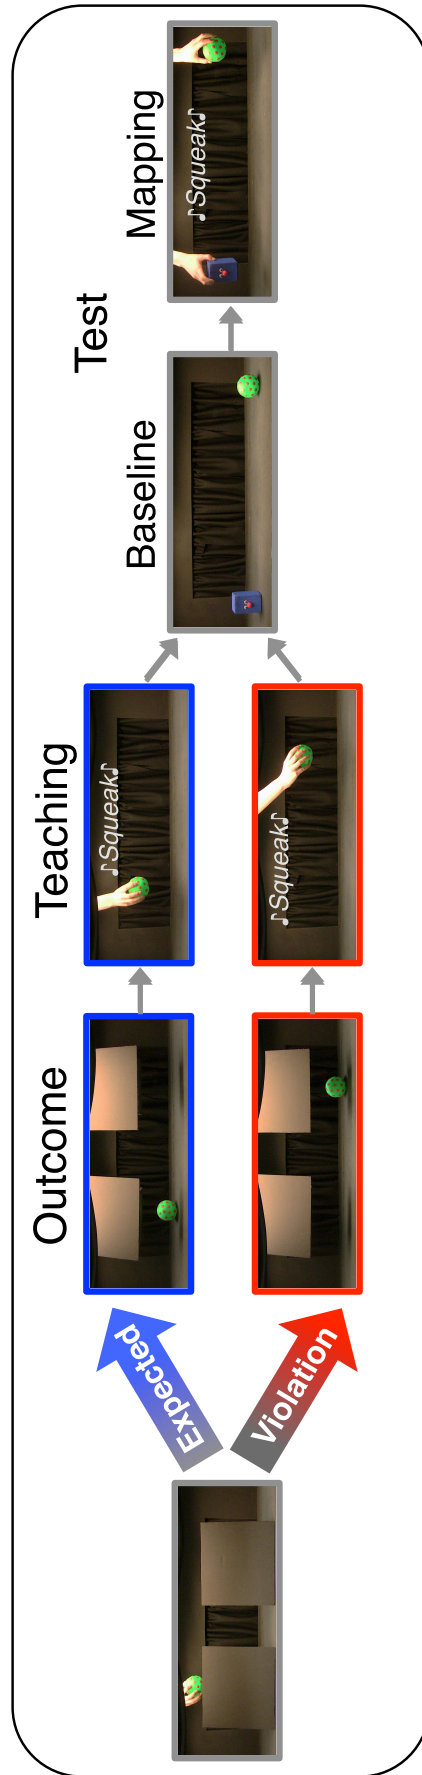 Test
Outcome
Teaching
Baseline
Mapping
Expected
♪Squeak♪
♪Squeak♪
Violation
♪Squeak♪